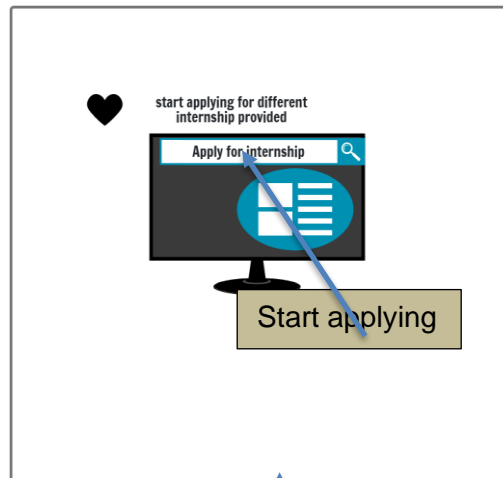 start applying for different
internship provided
Apply for internship
Start applying